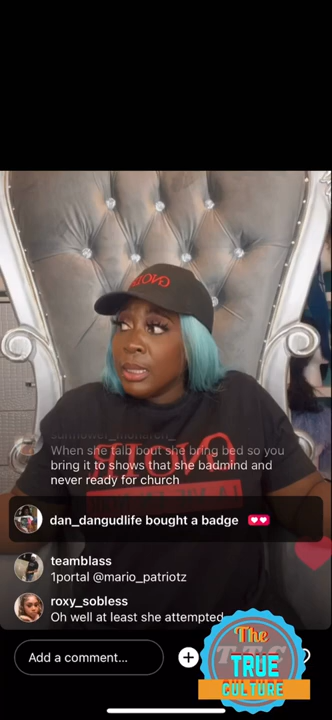 When she talk bout she bring bed so you
bring it to shows that she badmind and
never ready for church
dan_dangudlife bought a badge
teamblass
1portal @mario_patriotz
roxy_sobless
Oh well at least she attempted
Add a comment...
The
TRUE
CULTURE